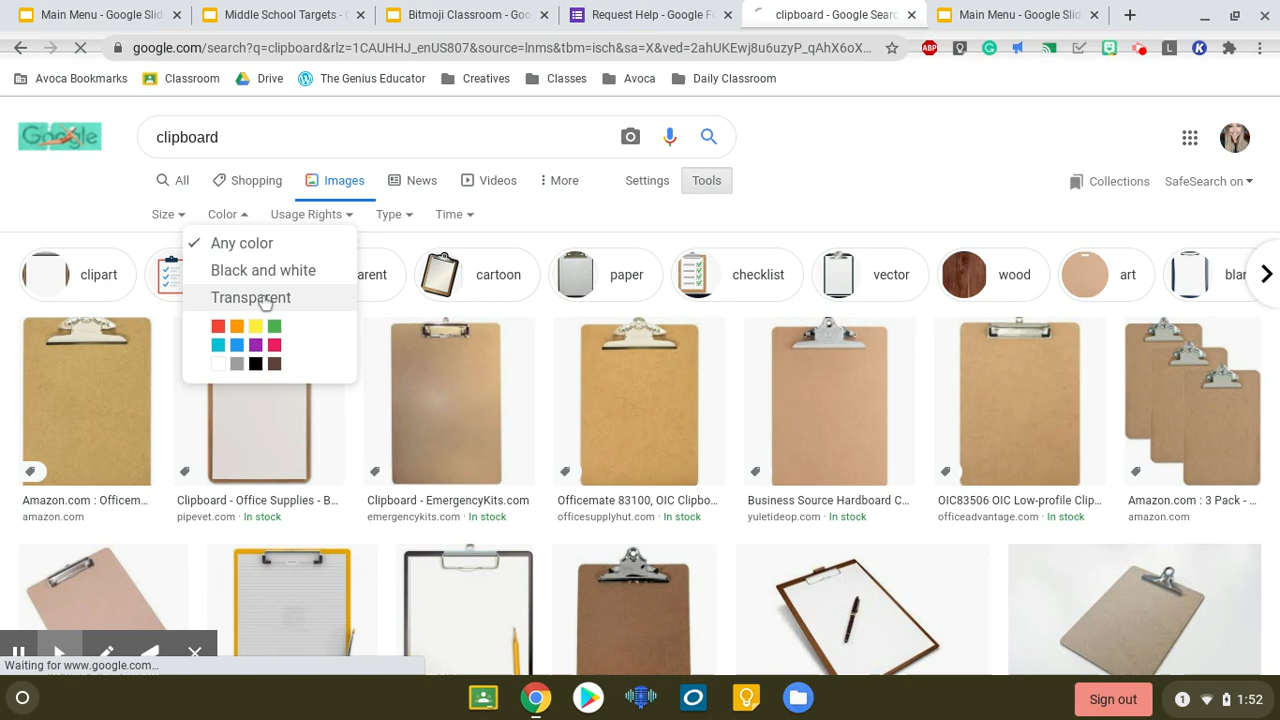 Main Menu - Google Slid
Middle School Targets - G
Bitmoji Classroom - Goo
Request Help - Google F
clipboard - Google Searc
Main Menu - Google Slid
google.com/search?q=clipboard&rlz=1CAUHHJ_enUS807&source=lnms&tbm=isch&sa=X&ved=2ahUKEwj8u6uzyP_qAhX6oX...
ABP
L
K
Avoca Bookmarks
Classroom
Drive
The Genius Educator
Creatives
Classes
Avoca
Daily Classroom
Google
clipboard
All
Shopping
Images
News
Videos
More
Settings
Tools
Collections
SafeSearch on
Size
Color
Usage Rights
Type
Time
Any color
Black and white
Transparent
clipart
arent
cartoon
paper
checklist
vector
wood
art
blar
Amazon.com : Officem...
amazon.com
Clipboard - Office Supplies - B...
pipevet.com · In stock
Clipboard - EmergencyKits.com
emergencykits.com · In stock
Officemate 83100, OIC Clipbo...
officesupplyhut.com · In stock
Business Source Hardboard C...
yuletideop.com · In stock
OIC83506 OIC Low-profile Clip...
officeadvantage.com · In stock
Amazon.com : 3 Pack - ...
amazon.com
Waiting for www.google.com...
Sign out
1
1:52